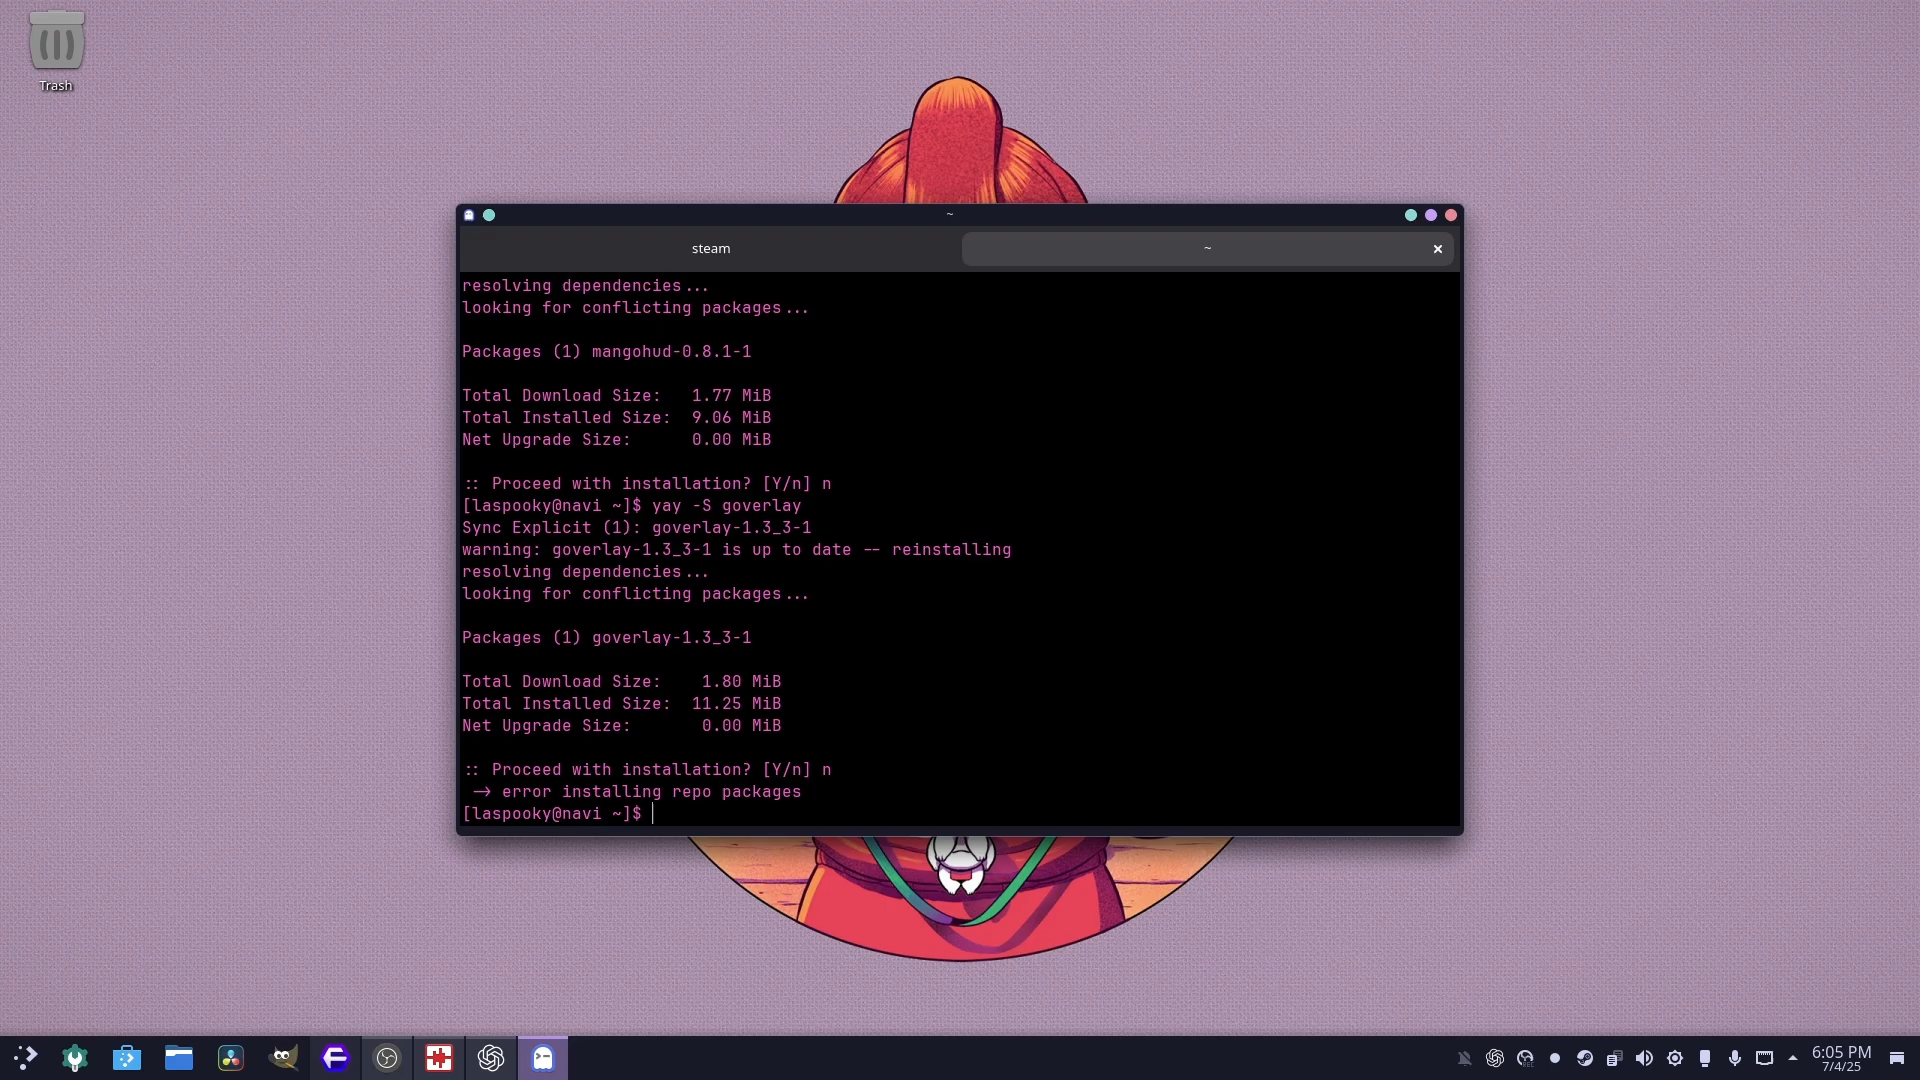 Trash
~
steam
~
resolving dependencies...
looking for conflicting packages...
Packages (1) mangohud-0.8.1-1
Total Download Size:   1.77 MiB
Total Installed Size:  9.06 MiB
Net Upgrade Size:      0.00 MiB
:: Proceed with installation? [Y/n] n
[laspooky@navi ~]$ yay -S goverlay
Sync Explicit (1): goverlay-1.3_3-1
warning: goverlay-1.3_3-1 is up to date -- reinstalling
resolving dependencies...
looking for conflicting packages...
Packages (1) goverlay-1.3_3-1
Total Download Size:    1.80 MiB
Total Installed Size:  11.25 MiB
Net Upgrade Size:       0.00 MiB
:: Proceed with installation? [Y/n] n
 -> error installing repo packages
[laspooky@navi ~]$
6:05 PM
7/4/25